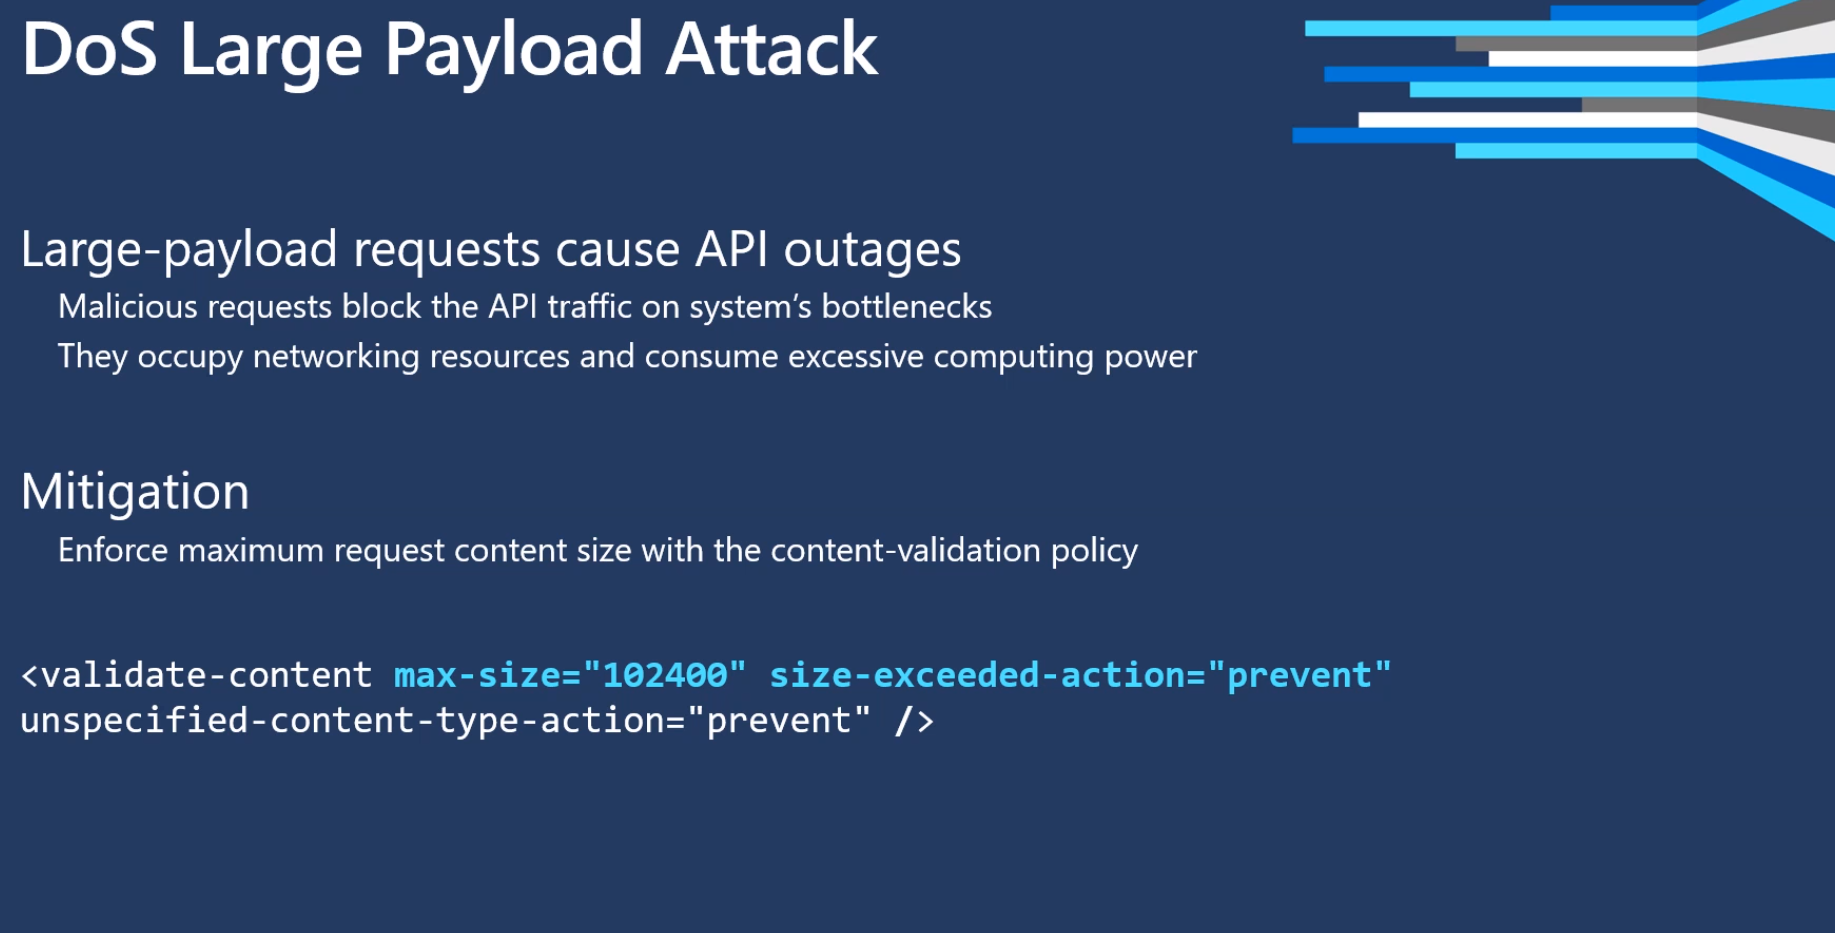 DoS Large Payload Attack
Large-payload requests cause API outages
Malicious requests block the API traffic on system’s bottlenecks
They occupy networking resources and consume excessive computing power
Mitigation
Enforce maximum request content size with the content-validation policy
<validate-content max-size="102400" size-exceeded-action="prevent"
unspecified-content-type-action="prevent" />